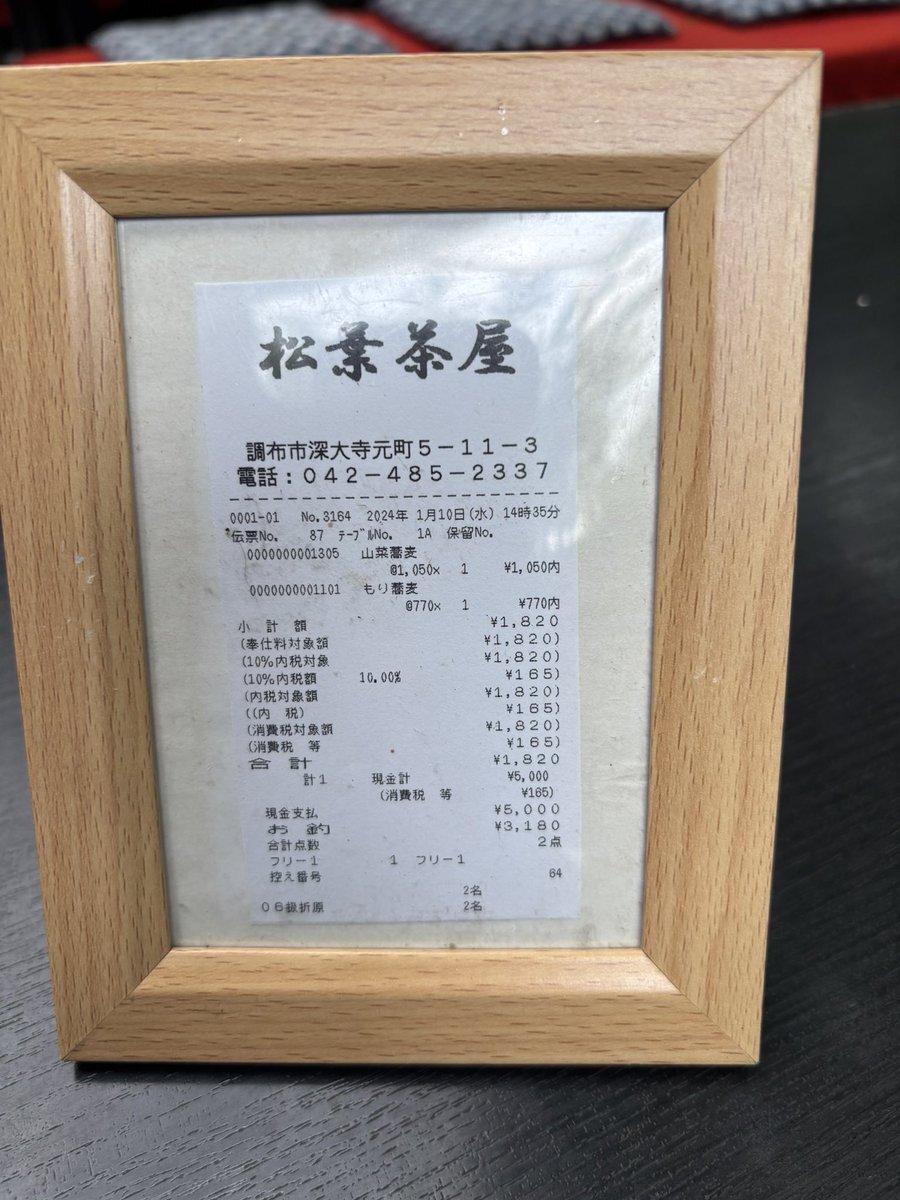 松葉茶屋
調布市深大寺元町５－１１－３
電話：０４２－４８５－２３３７
0001-01 No.3164 2024年 1月10日(水) 14時35分
伝票No. 87 ﾃｰﾌﾞﾙNo. 1A 保留No.
0000000001305 山菜蕎麦
@1,050× 1 ¥1,050内
0000000001101 もり蕎麦
@770× 1 ¥770内
小 計 額 ¥1,820
(奉仕料対象額 ¥1,820)
(10%内税対象 ¥1,820)
(10%内税額 10.00% ¥165)
(内税対象額 ¥1,820)
((内 税) ¥165)
(消費税対象額 ¥1,820)
(消費税 等 ¥165)
合 計 ¥1,820
計１ 現金計 ¥5,000
(消費税 等 ¥165)
現金支払 ¥5,000
お 釣 ¥3,180
合計点数 2点
フリー１ 1 フリー１
控え番号 64
2名
０６扱折原 2名